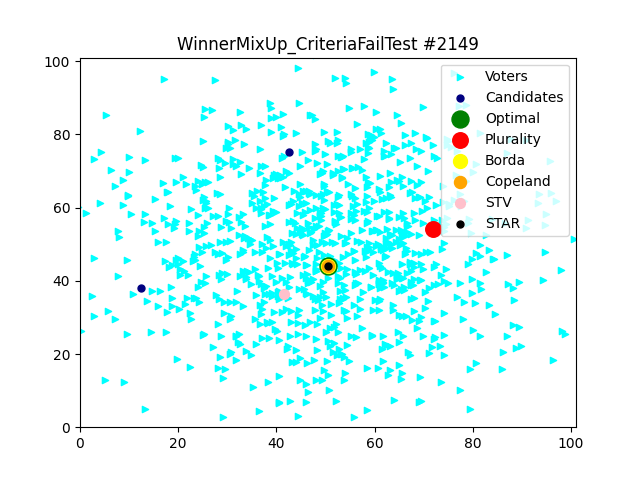 WinnerMixUp_CriteriaFailTest #2149
100
80
60
40
20
0
0
20
40
60
80
100
Voters
Candidates
Optimal
Plurality
Borda
Copeland
STV
STAR